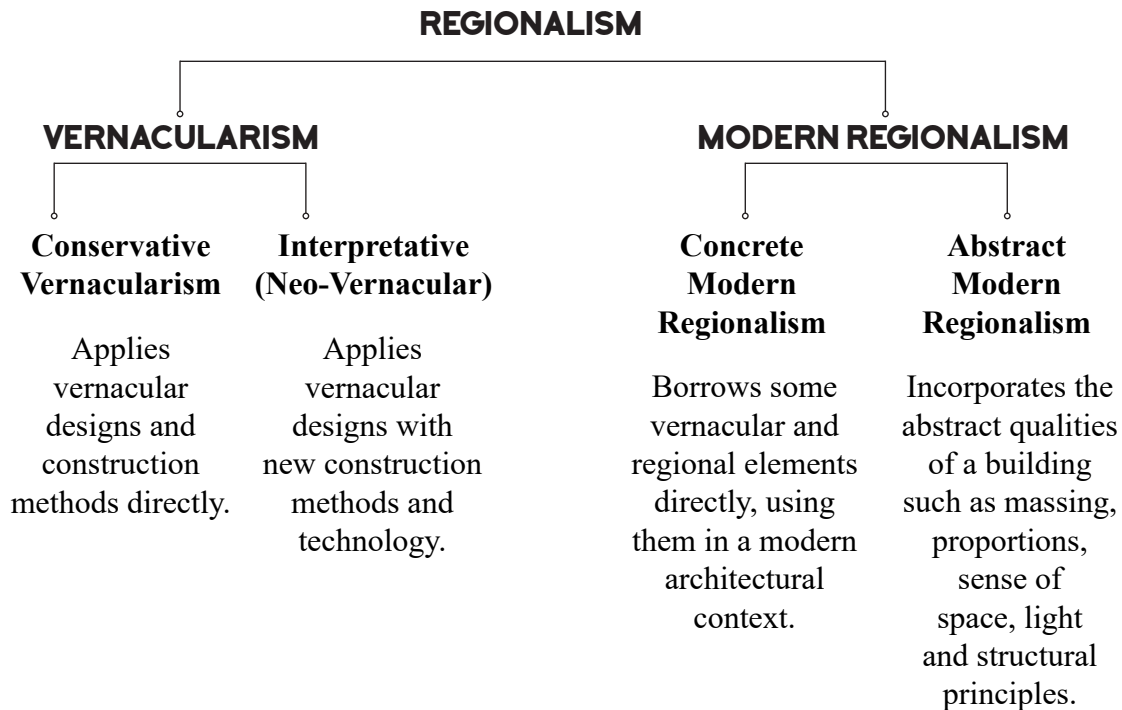 REGIONALISM
VERNACULARISM
Conservative
Vernacularism
Applies
vernacular
designs and
construction
methods directly.
Interpretative
(Neo-Vernacular)
Applies
vernacular
designs with
new construction
methods and
technology.
MODERN REGIONALISM
Concrete
Modern
Regionalism
Borrows some
vernacular and
regional elements
directly, using
them in a modern
architectural
context.
Abstract
Modern
Regionalism
Incorporates the
abstract qualities
of a building
such as massing,
proportions,
sense of
space, light
and structural
principles.